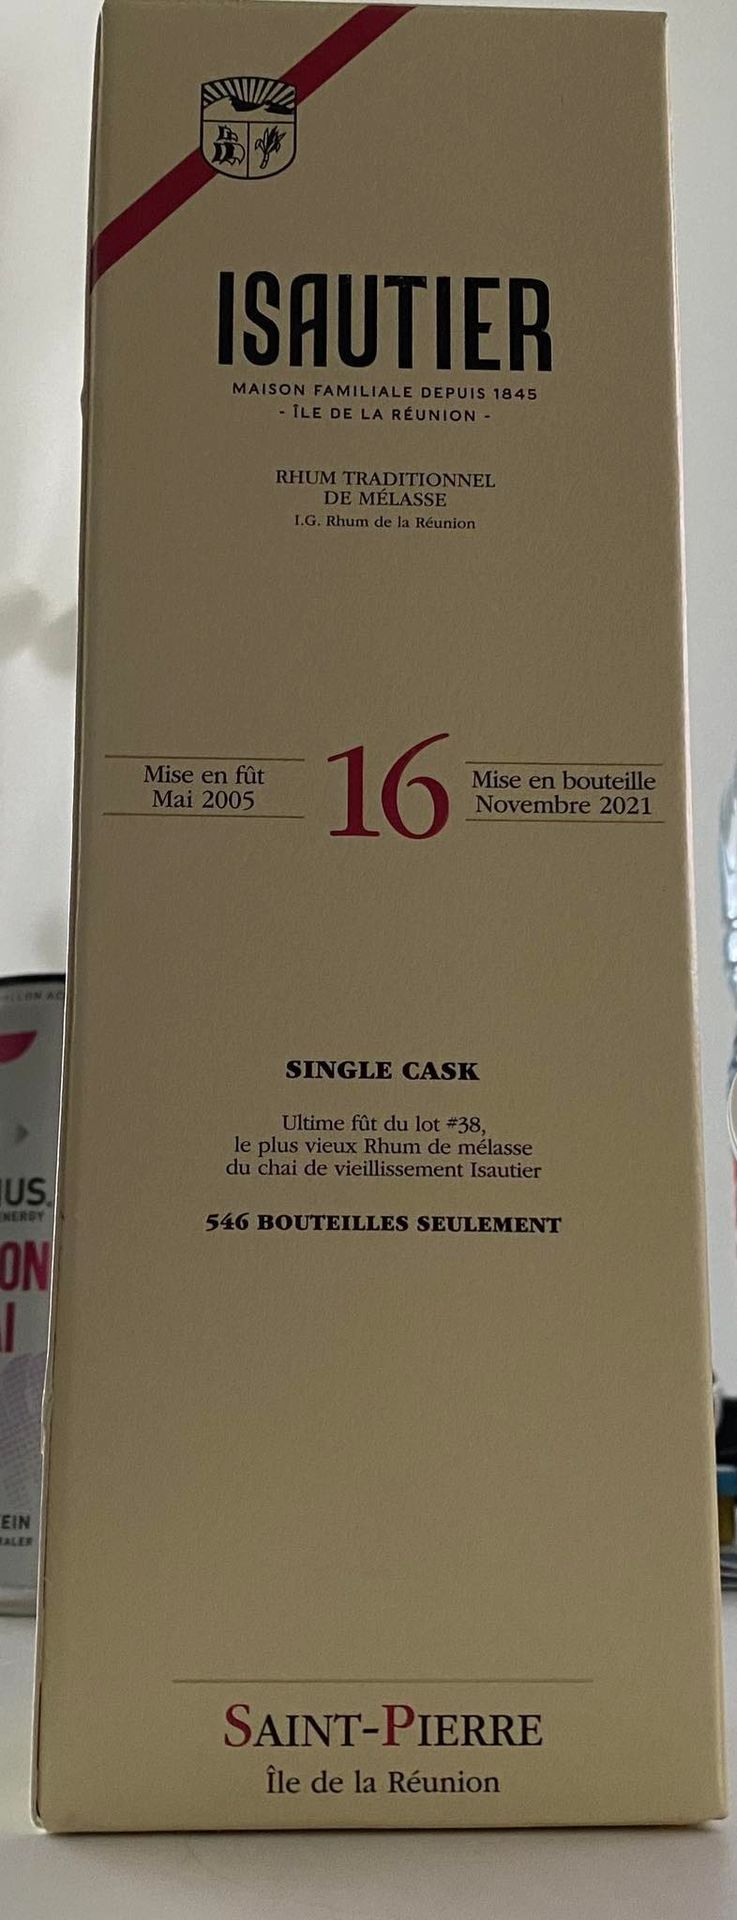 ISAUTIER
MAISON FAMILIALE DEPUIS 1845
- ÎLE DE LA RÉUNION -
RHUM TRADITIONNEL
DE MÉLASSE
I.G. Rhum de la Réunion
Mise en fût
Mai 2005
16
Mise en bouteille
Novembre 2021
SINGLE CASK
Ultime fût du lot #38,
le plus vieux Rhum de mélasse
du chai de vieillissement Isautier
546 BOUTEILLES SEULEMENT
SAINT-PIERRE
Île de la Réunion